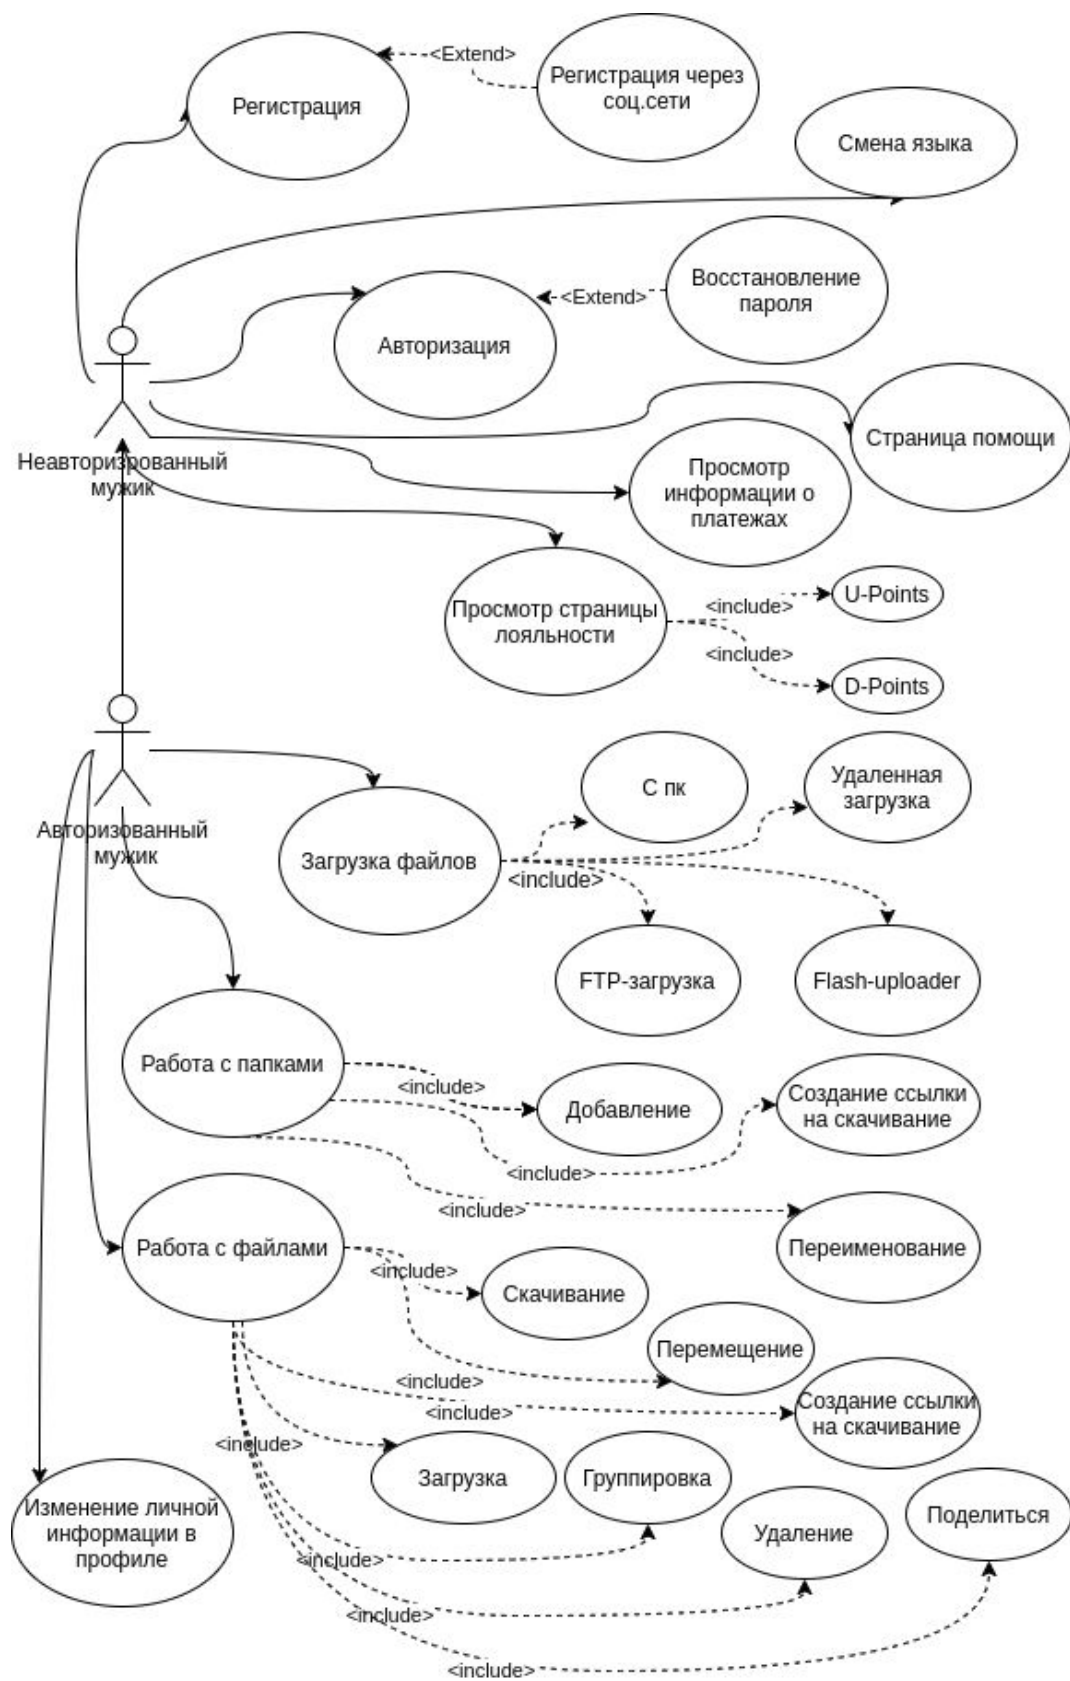 <Extend>
Регистрация через
соц.сети
Регистрация
Смена языка
Восстановление
пароля
<Extend>
Авторизация
Страница помощи
Неавторизрованный
мужик
Просмотр
информации о
платежах
Просмотр страницы
лояльности
<include>
U-Points
<include>
D-Points
Авторизованный
мужик
С пк
Удаленная
загрузка
Загрузка файлов
<include>
FTP-загрузка
Flash-uploader
Работа с папками
<include>
Добавление
Создание ссылки
на скачивание
<include>
<include>
Переименование
Работа с файлами
<include>
Скачивание
Перемещение
<include>
Создание ссылки
на скачивание
<include>
<include>
Загрузка
Группировка
Удаление
Поделиться
Изменение личной
информации в
профиле
<include>
<include>
<include>